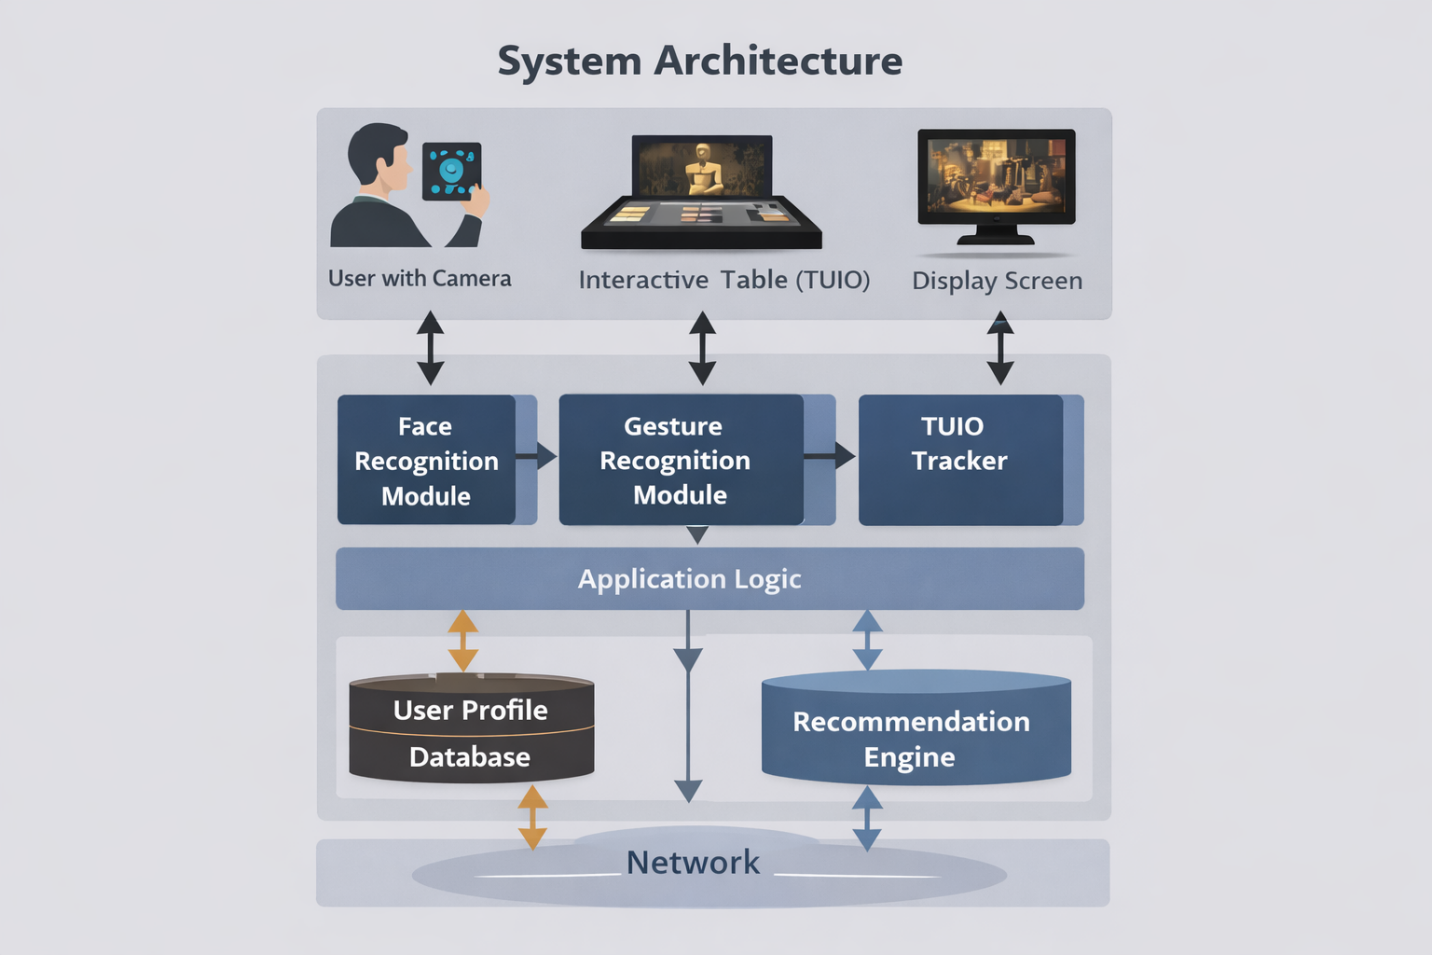 System Architecture
User with Camera
Interactive Table (TUIO)
Display Screen
Face
Recognition
Module
Gesture
Recognition
Module
TUIO
Tracker
Application Logic
User Profile
Database
Recommendation
Engine
Network